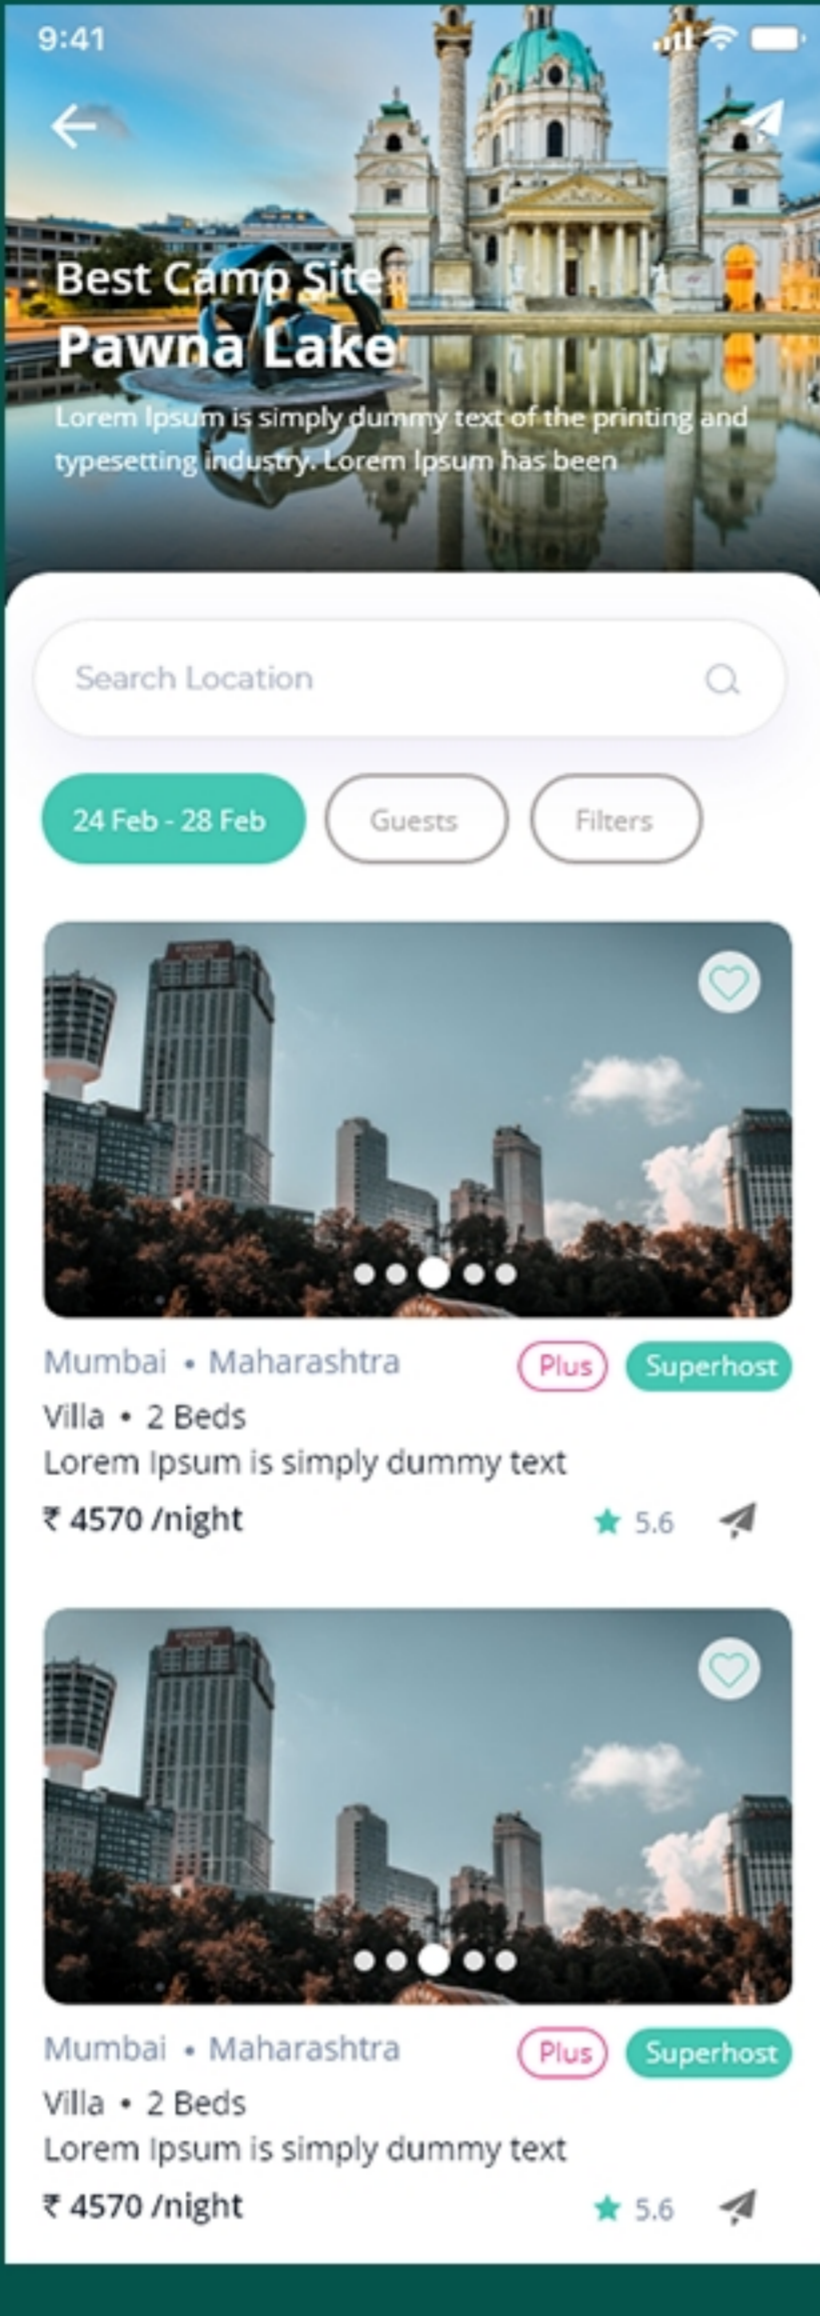 9:41
Best Camp Site
Pawna Lake
Lorem Ipsum is simply dummy text of the printing and
typesetting industry. Lorem Ipsum has been
Search Location
24 Feb - 28 Feb
Guests
Filters
Mumbai • Maharashtra
Plus
Superhost
Villa • 2 Beds
Lorem Ipsum is simply dummy text
₹ 4570 /night
5.6
Mumbai • Maharashtra
Plus
Superhost
Villa • 2 Beds
Lorem Ipsum is simply dummy text
₹ 4570 /night
5.6